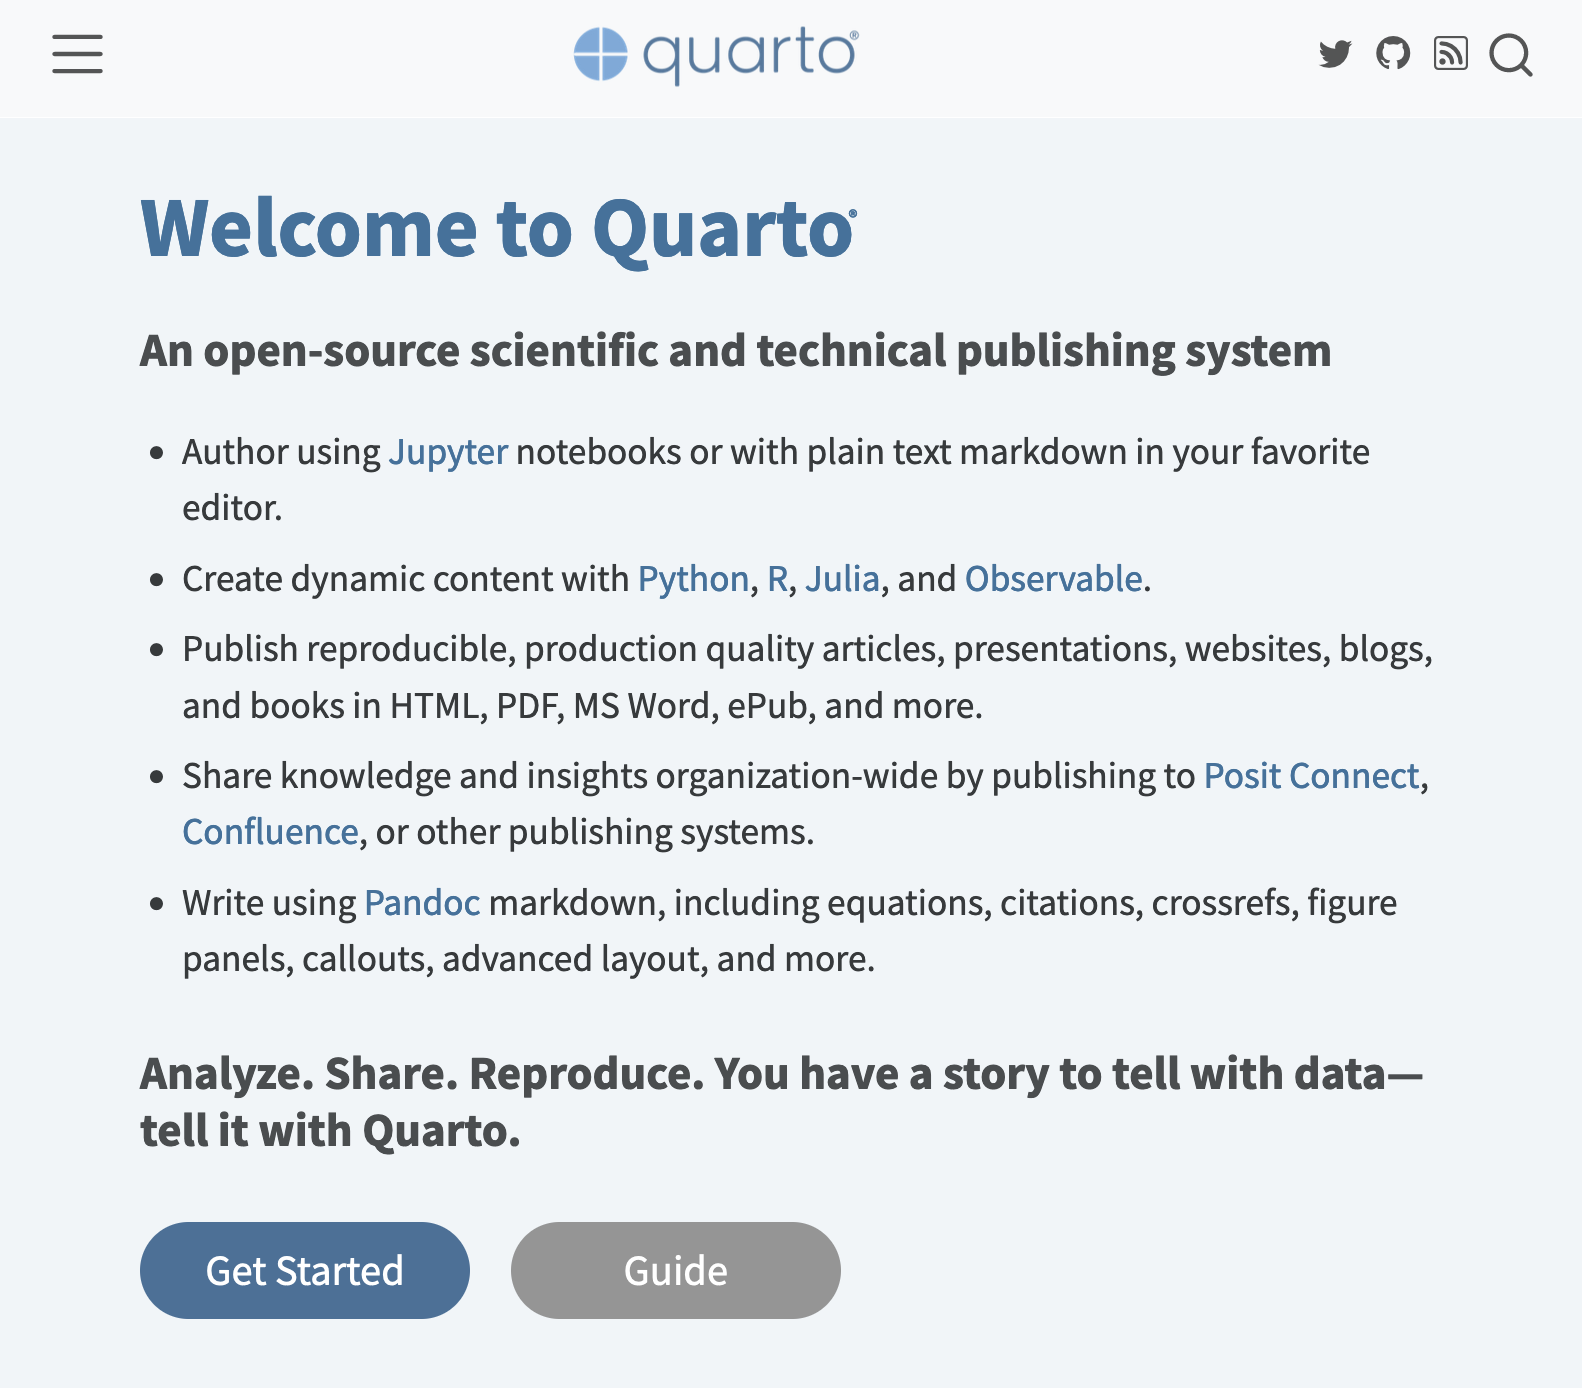 quarto®
Welcome to Quarto®
An open-source scientific and technical publishing system
• Author using Jupyter notebooks or with plain text markdown in your favorite
editor.
• Create dynamic content with Python, R, Julia, and Observable.
• Publish reproducible, production quality articles, presentations, websites, blogs,
and books in HTML, PDF, MS Word, ePub, and more.
• Share knowledge and insights organization-wide by publishing to Posit Connect,
Confluence, or other publishing systems.
• Write using Pandoc markdown, including equations, citations, crossrefs, figure
panels, callouts, advanced layout, and more.
Analyze. Share. Reproduce. You have a story to tell with data—
tell it with Quarto.
Get Started
Guide